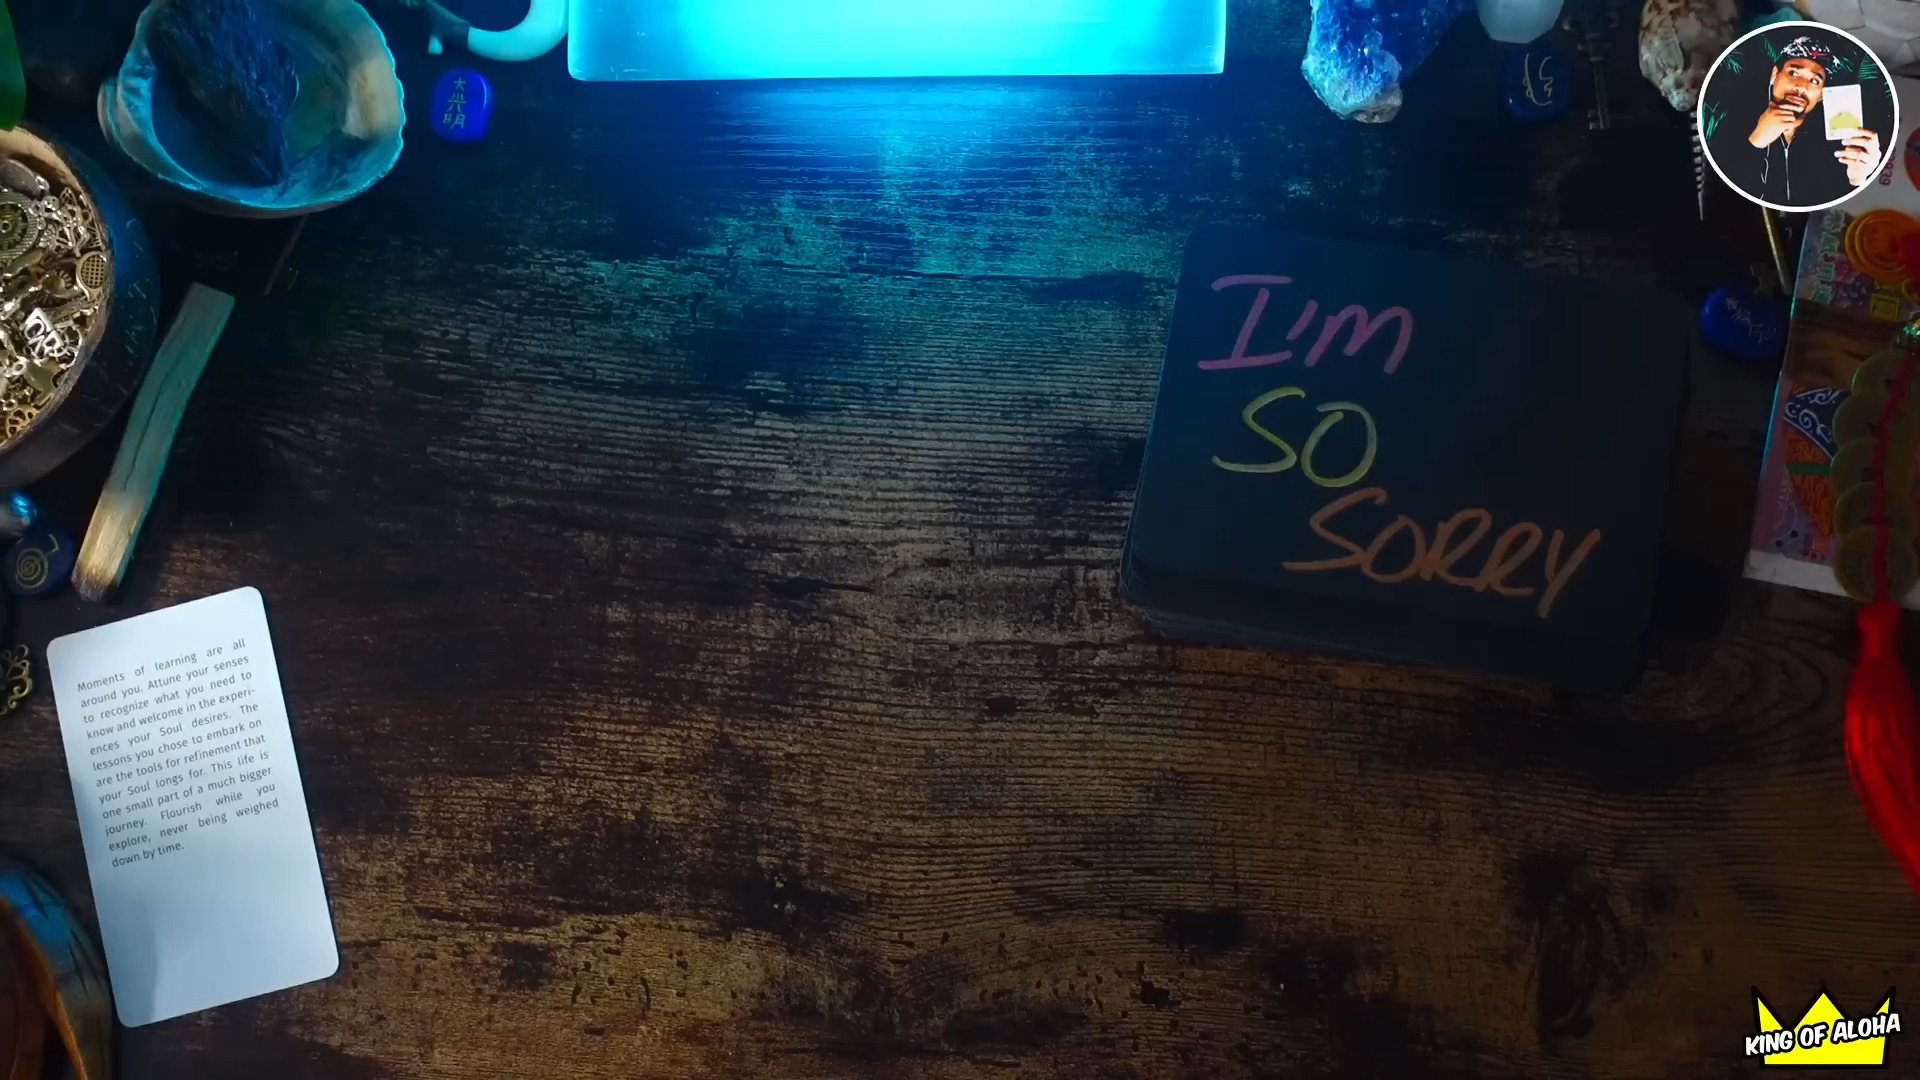 大
光
明
I'm
SO
SORRY
Moments of learning are all
around you. Attune your senses
to recognize what you need to
know and welcome in the experi-
ences your Soul desires. The
lessons you chose to embark on
are the tools for refinement that
your Soul longs for. This life is
one small part of a much bigger
journey. Flourish while you
explore, never being weighed
down by time.
KING OF ALOHA